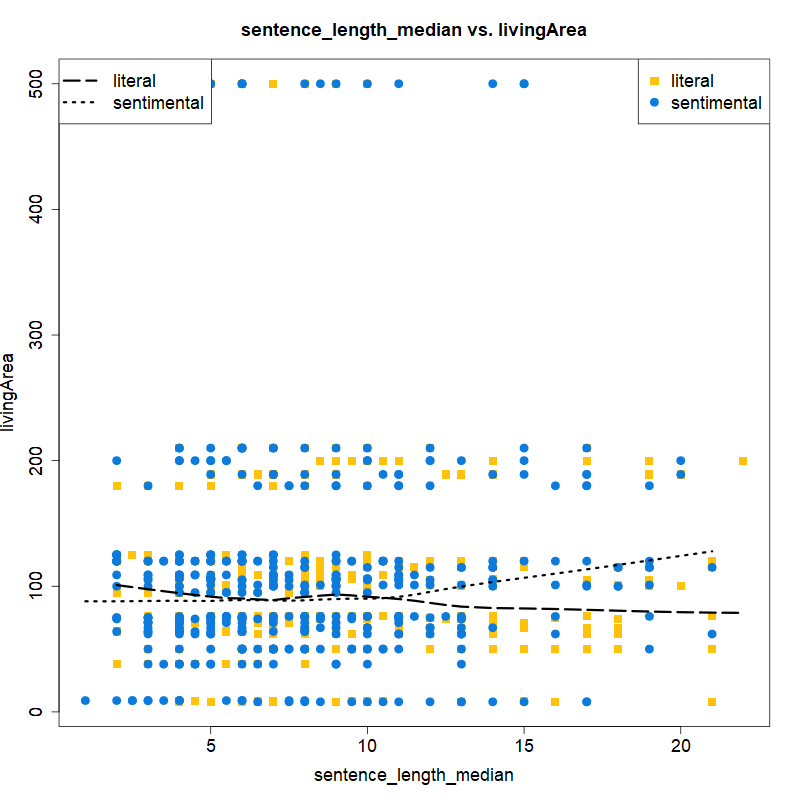 sentence_length_median vs. livingArea
literal
sentimental
literal
sentimental
500
400
300
200
100
0
livingArea
5 10 15 20
sentence_length_median